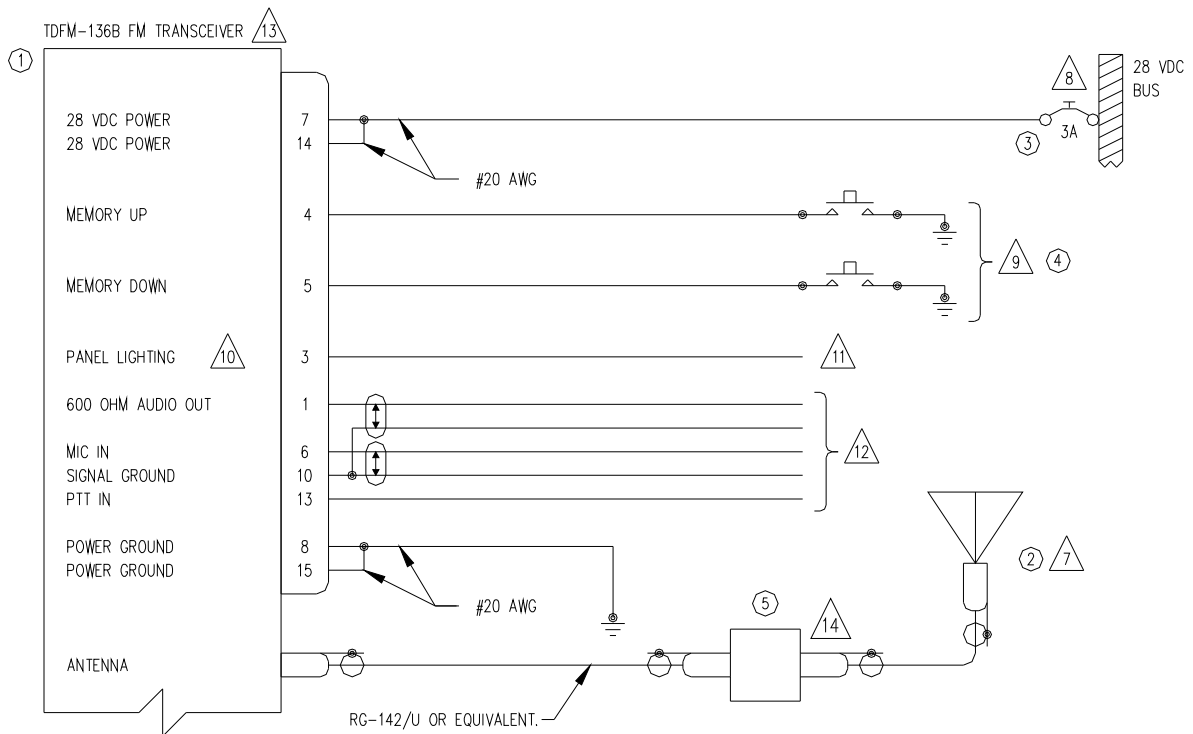 TDFM-136B FM TRANSCEIVER 13
1
8
28 VDC
BUS
28 VDC POWER 7
3A
3
28 VDC POWER 14
#20 AWG
MEMORY UP 4
9 4
MEMORY DOWN 5
PANEL LIGHTING 10 3 11
600 OHM AUDIO OUT 1
MIC IN 6 12
SIGNAL GROUND 10
PTT IN 13
POWER GROUND 8
2 7
POWER GROUND 15
#20 AWG
5 14
ANTENNA
RG-142/U OR EQUIVALENT.